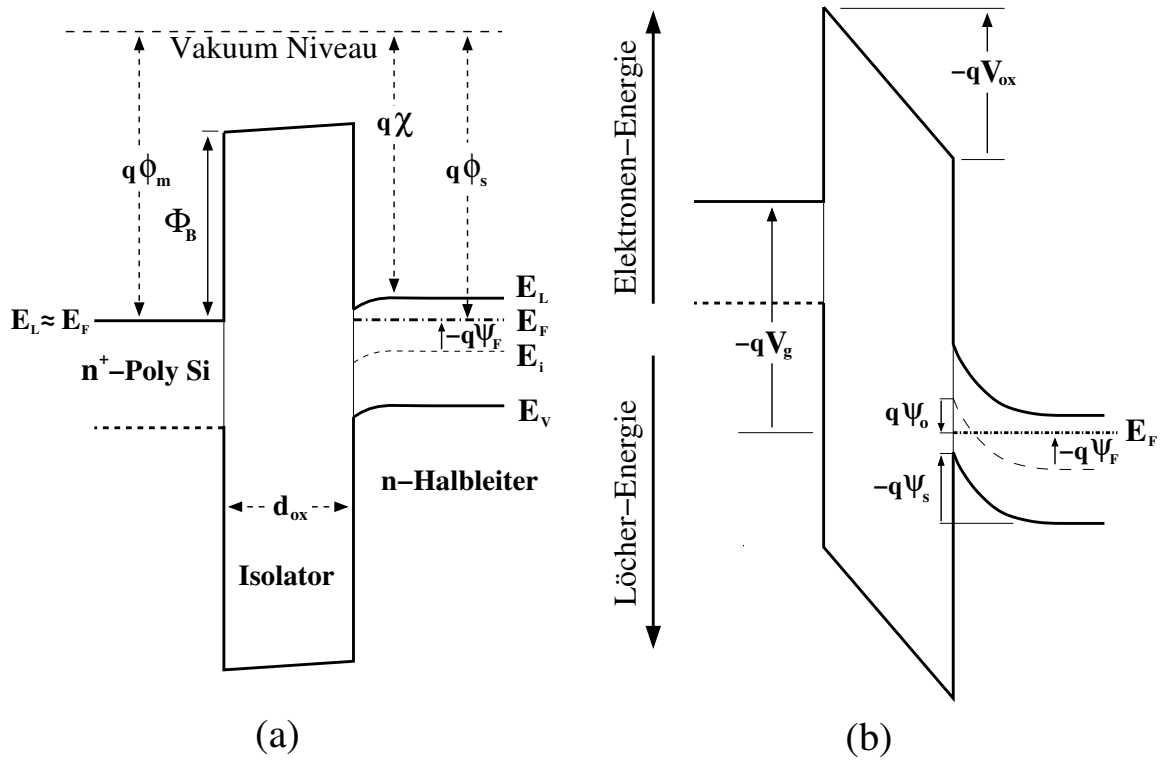 Vakuum Niveau
qχ
qϕm
qϕs
ΦB
EL ≈ EF
EL
EF
−qΨF
Ei
n+−Poly Si
EV
n−Halbleiter
dox
Isolator
(a)
Elektronen−Energie
Löcher−Energie
−qVox
−qVg
qΨo
EF
−qΨF
−qΨs
(b)